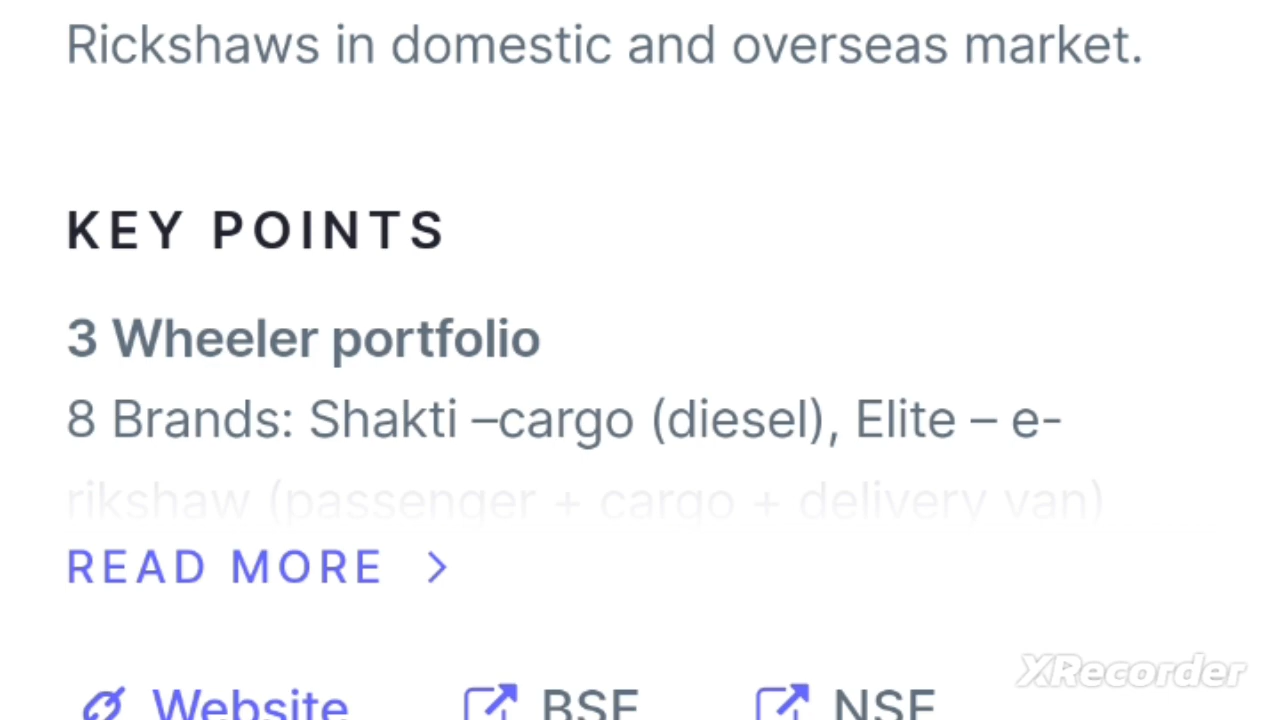 Rickshaws in domestic and overseas market.
KEY POINTS
3 Wheeler portfolio
8 Brands: Shakti –cargo (diesel), Elite – e-
rikshaw (passenger + cargo + delivery van)
READ MORE
Website BSE NSE
XRecorder